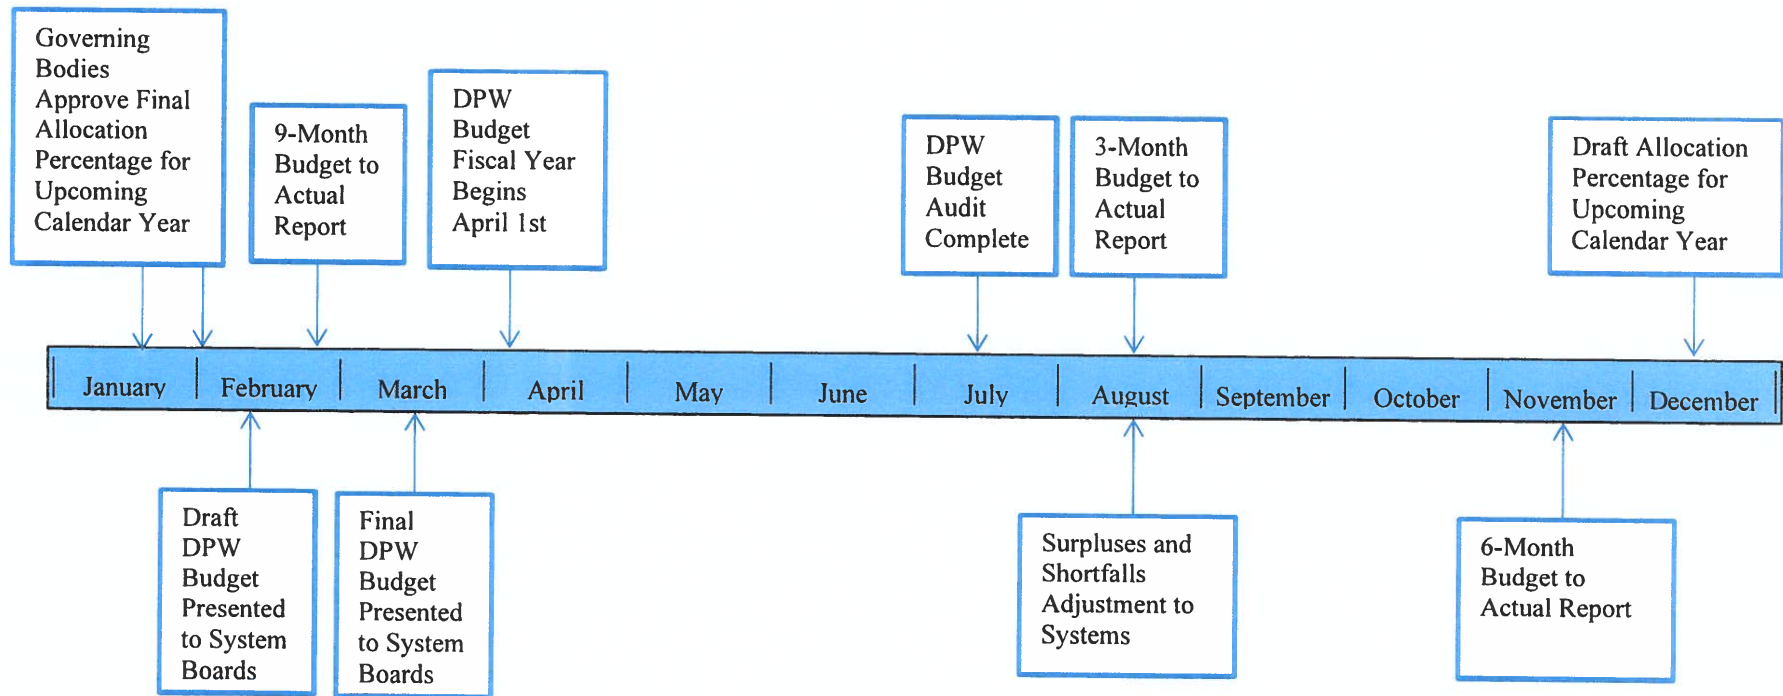 Governing
Bodies
Approve Final
Allocation
Percentage for
Upcoming
Calendar Year
9-Month
Budget to
Actual
Report
DPW
Budget
Fiscal Year
Begins
April 1st
DPW
Budget
Audit
Complete
3-Month
Budget to
Actual
Report
Draft Allocation
Percentage for
Upcoming
Calendar Year
January February March April May June July August September October November December
Draft
DPW
Budget
Presented
to System
Boards
Final
DPW
Budget
Presented
to System
Boards
Surpluses and
Shortfalls
Adjustment to
Systems
6-Month
Budget to
Actual Report